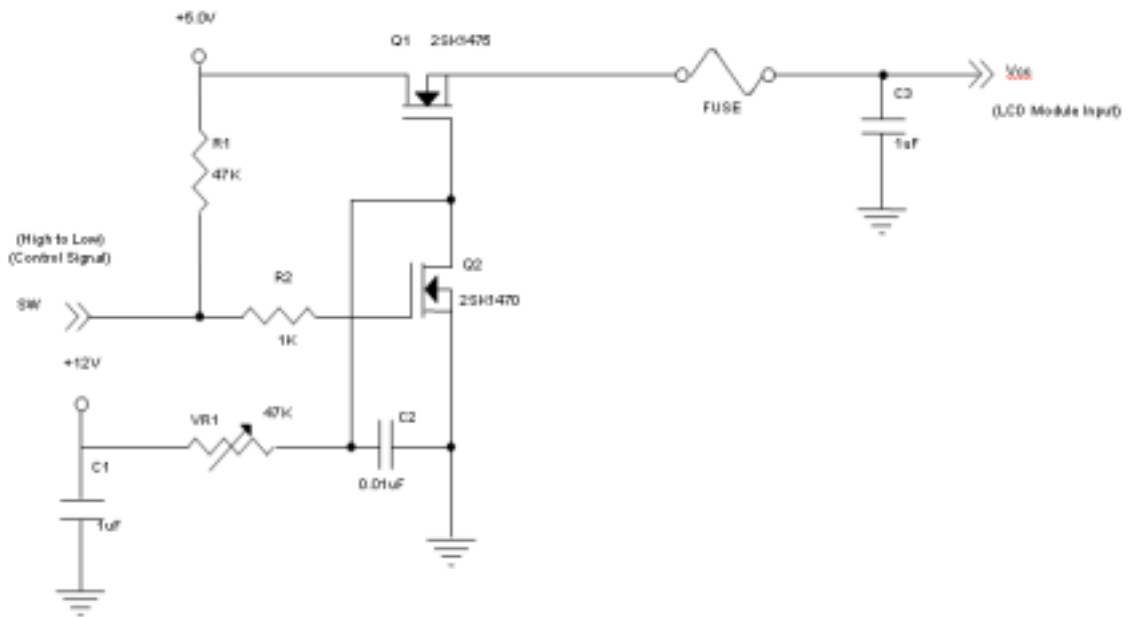 +5.0V
Q1 2SK1475
FUSE
Vcc
C3
(LCD Module Input)
1uF
R1
47K
(High to Low)
(Control Signal)
Q2
R2
SW
2SK1470
1K
+12V
47K
C2
VR1
C1
0.01uF
1uF